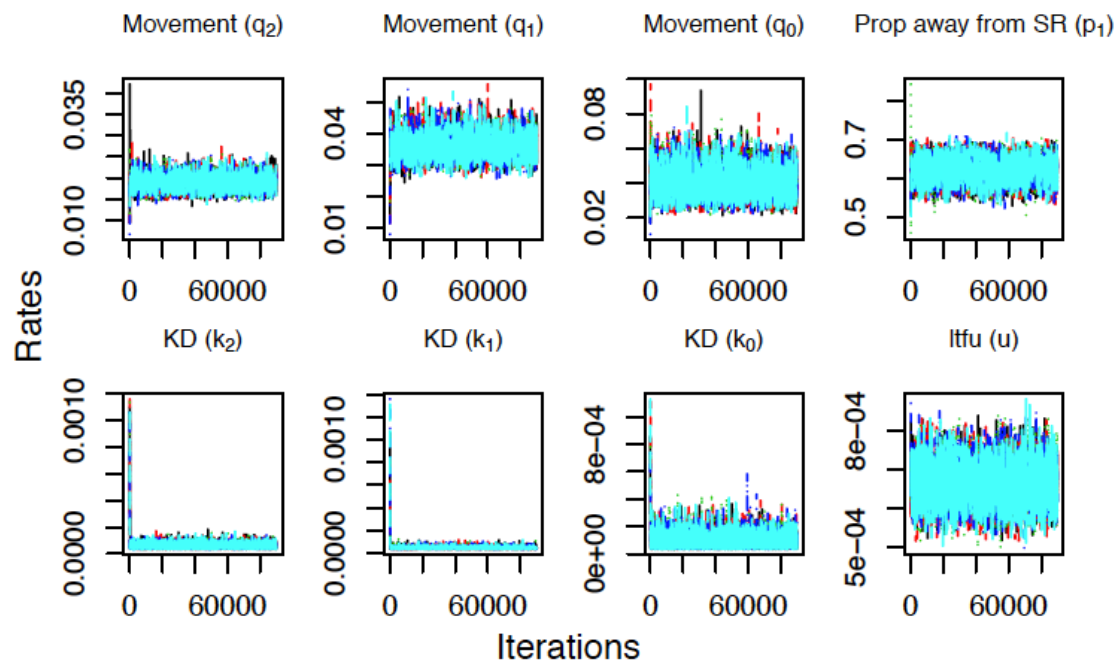 Movement (q2)
Movement (q1)
Movement (q0)
Prop away from SR (p1)
0.035
0.010
0.04
0.01
0.08
0.02
0.7
0.5
0 60000
0 60000
0 60000
0 60000
Rates
KD (k2)
KD (k1)
KD (k0)
ltfu (u)
0.0010
0.0000
0.0010
0.0000
8e−04
0e+00
8e−04
5e−04
0 60000
0 60000
0 60000
0 60000
Iterations